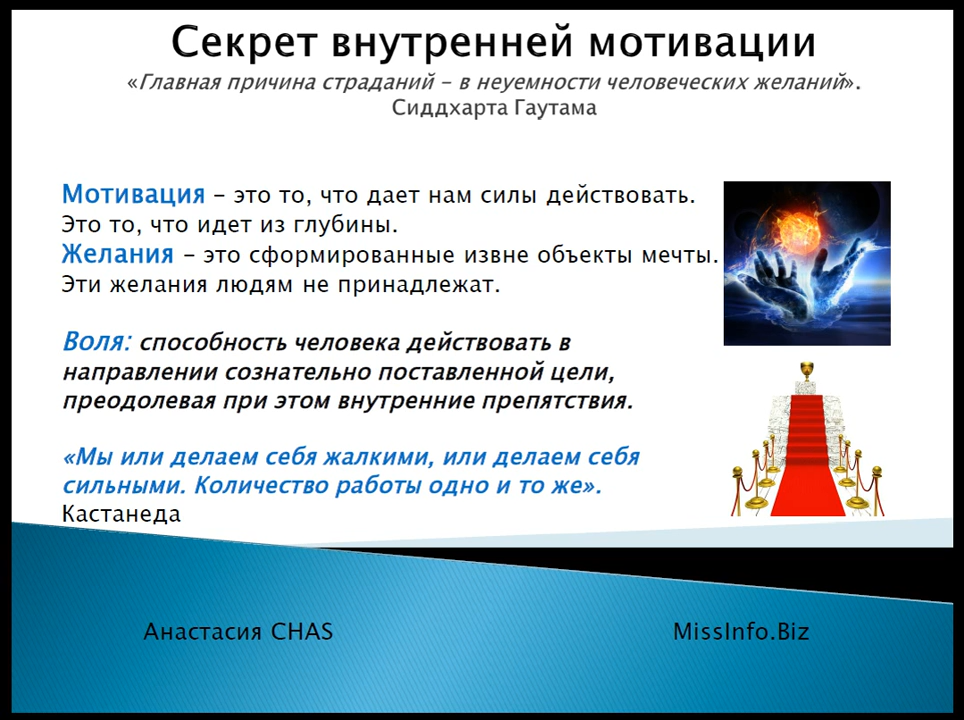 Секрет внутренней мотивации
«Главная причина страданий – в неуемности человеческих желаний».
Сиддхарта Гаутама
Мотивация – это то, что дает нам силы действовать.
Это то, что идет из глубины.
Желания – это сформированные извне объекты мечты.
Эти желания людям не принадлежат.
Воля: способность человека действовать в
направлении сознательно поставленной цели,
преодолевая при этом внутренние препятствия.
«Мы или делаем себя жалкими, или делаем себя
сильными. Количество работы одно и то же».
Кастанеда
Анастасия CHAS
MissInfo.Biz